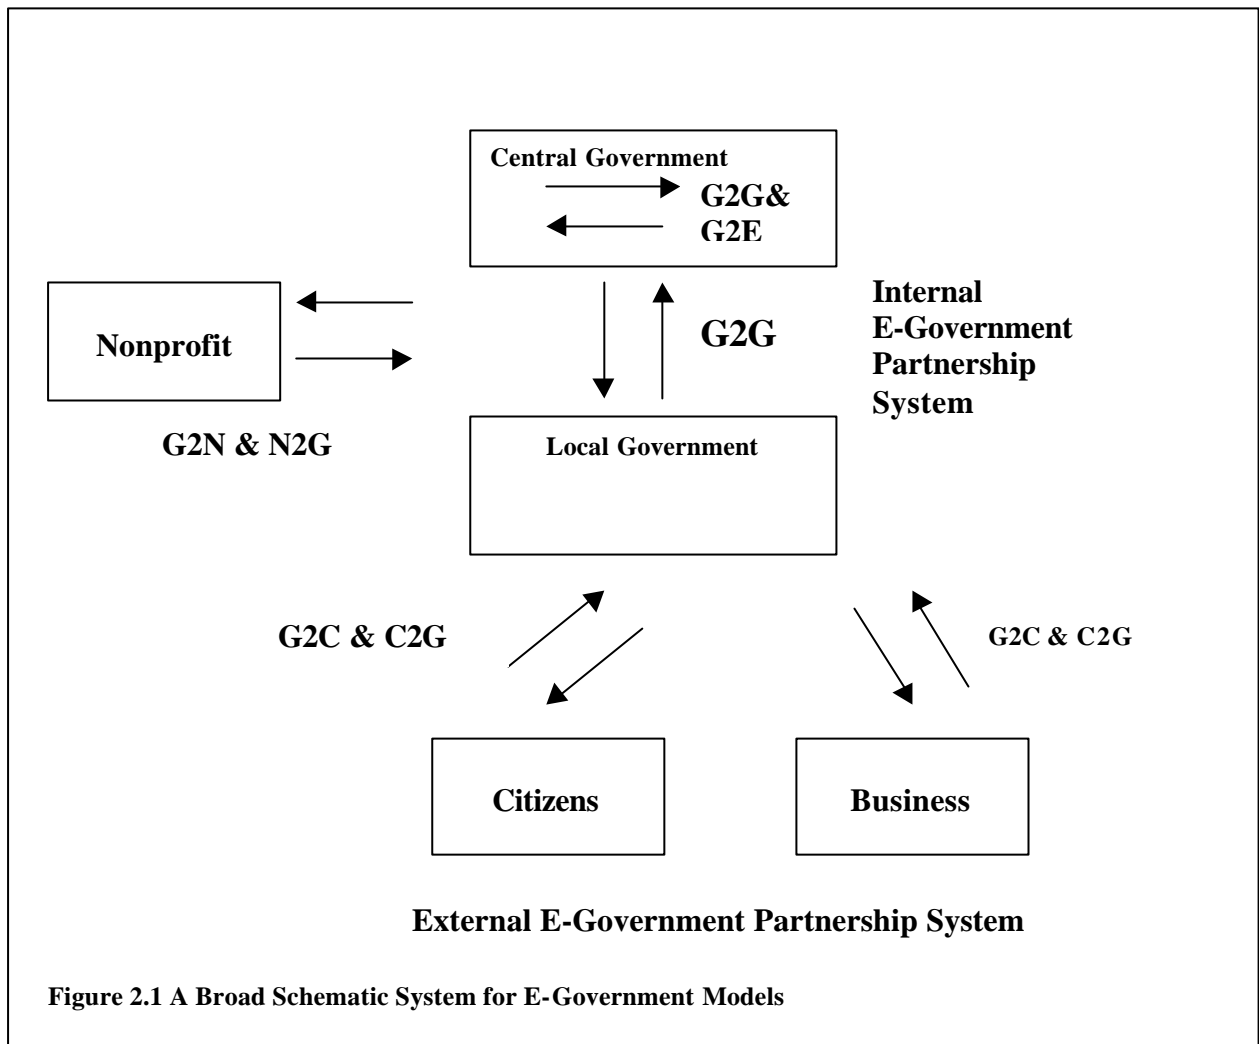 Central Government
G2G&
G2E
Nonprofit
G2N & N2G
G2G
Internal
E-Government
Partnership
System
Local Government
G2C & C2G
G2C & C2G
Citizens
Business
External E-Government Partnership System
Figure 2.1 A Broad Schematic System for E-Government Models